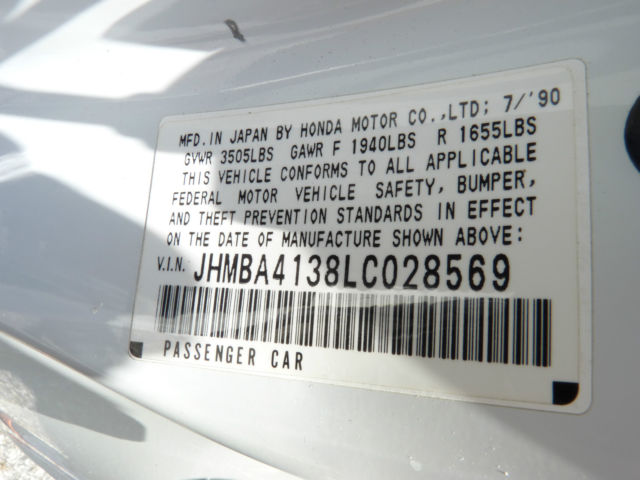 MFD.IN JAPAN BY HONDA MOTOR CO.,LTD; 7/'90
GVWR 3505LBS GAWR F 1940LBS R 1655LBS
THIS VEHICLE CONFORMS TO ALL APPLICABLE
FEDERAL MOTOR VEHICLE SAFETY, BUMPER,
AND THEFT PREVENTION STANDARDS IN EFFECT
ON THE DATE OF MANUFACTURE SHOWN ABOVE:
V.I.N. JHMBA4138LC028569
PASSENGER CAR